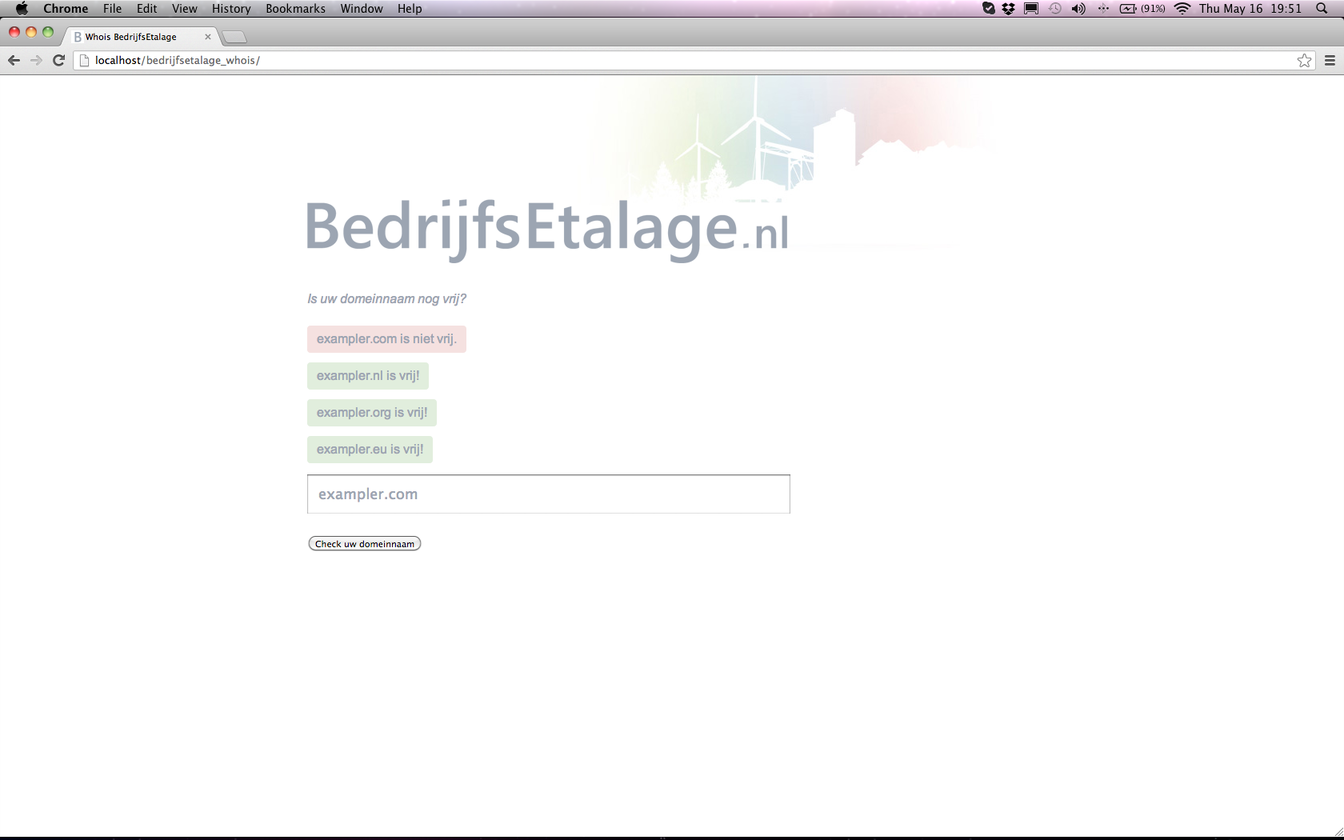 Chrome File Edit View History Bookmarks Window Help (91%) Thu May 16 19:51
B Whois BedrijfsEtalage
localhost/bedrijfsetalage_whois/
BedrijfsEtalage.nl
Is uw domeinnaam nog vrij?
exampler.com is niet vrij.
exampler.nl is vrij!
exampler.org is vrij!
exampler.eu is vrij!
exampler.com
Check uw domeinnaam